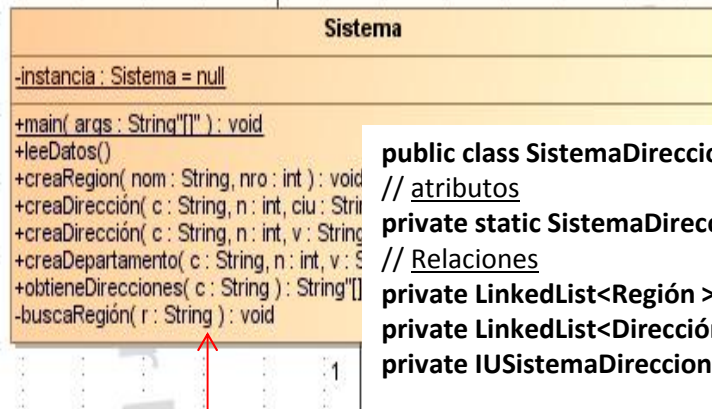 Sistema
-instancia : Sistema = null
+main( args : String"[]" ) : void
+leeDatos()
+creaRegion( nom : String, nro : int ) : void
+creaDirección( c : String, n : int, ciu : Stri
+creaDirección( c : String, n : int, v : String
+creaDepartamento( c : String, n : int, v : S
+obtieneDirecciones( c : String ) : String"[]
-buscaRegión( r : String ) : void
1
public class SistemaDireccio
// atributos
private static SistemaDirecc
// Relaciones
private LinkedList<Región >
private LinkedList<Dirección
private IUSistemaDireccion